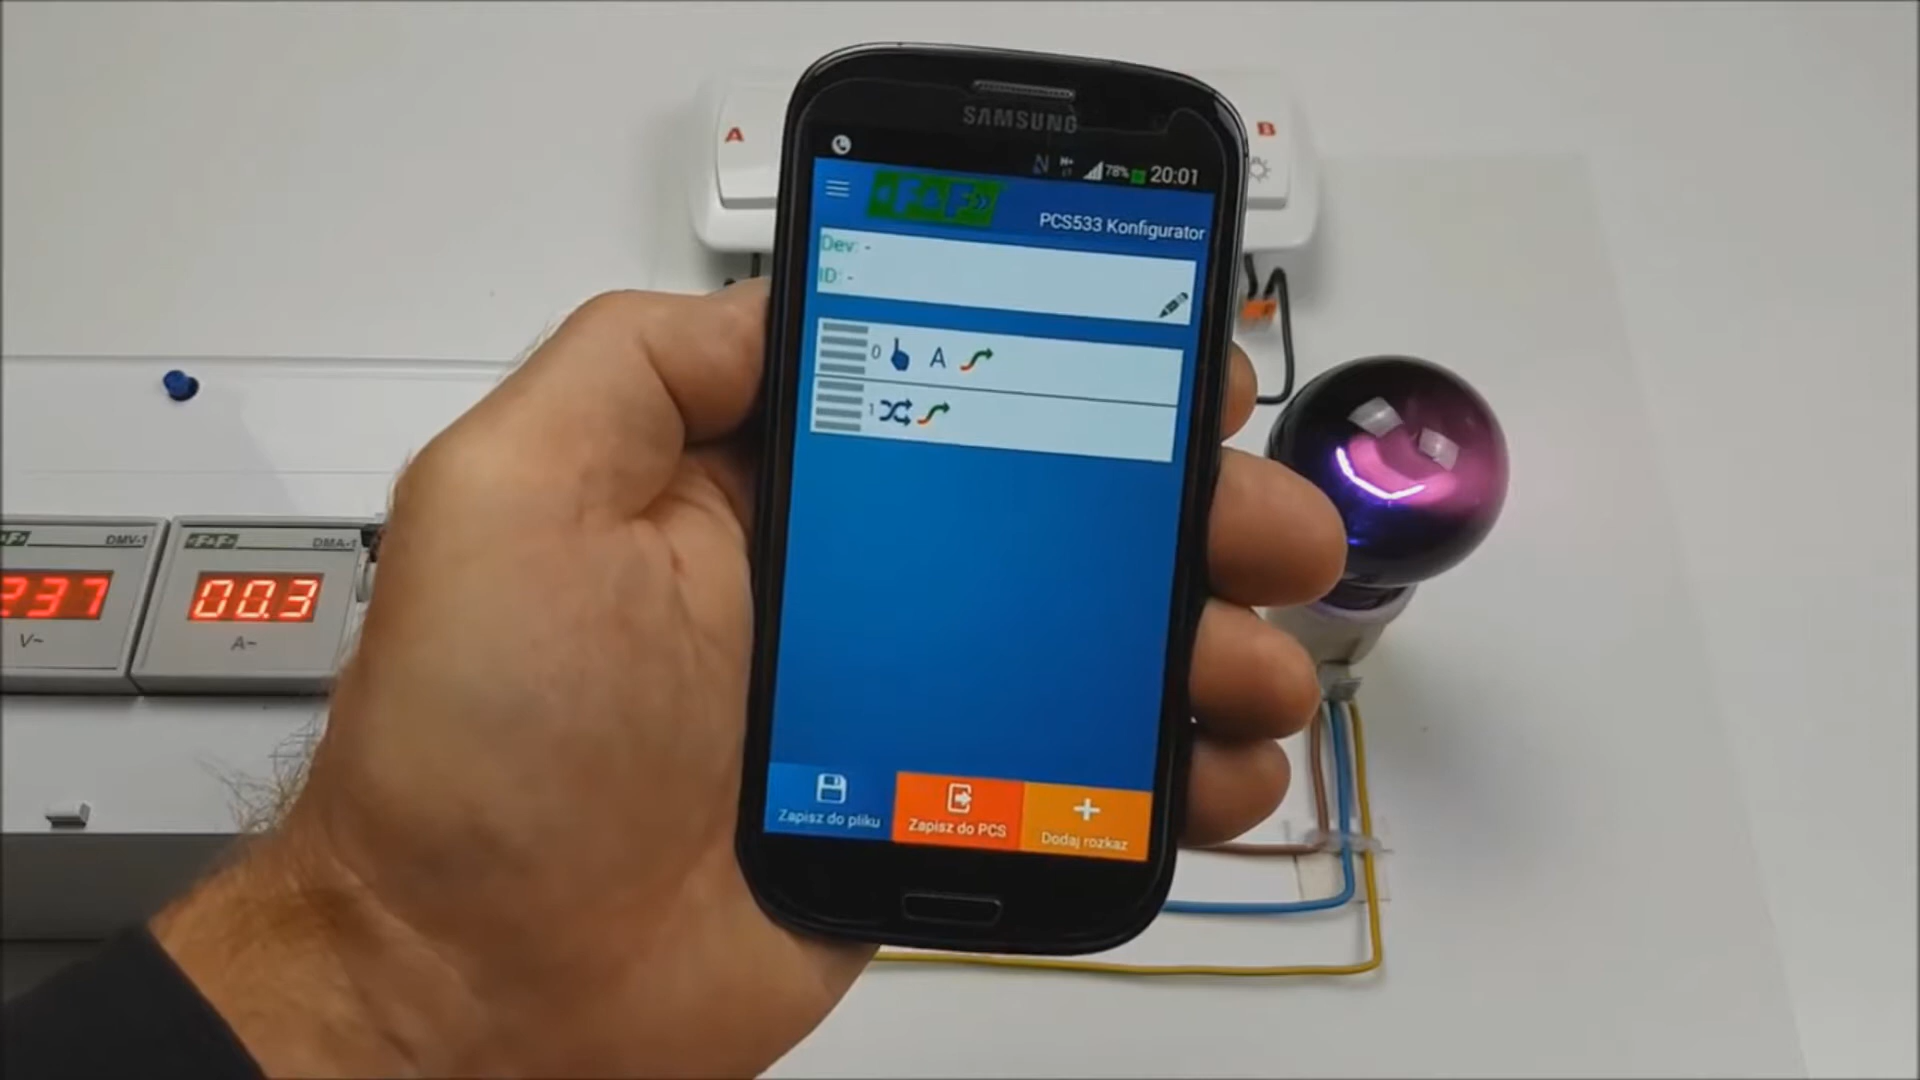 A
B
SAMSUNG
H+
78%
20:01
F&F
PCS533 Konfigurator
Dev: -
ID: -
0 A
1
Zapisz do pliku
Zapisz do PCS
Dodaj rozkaz
DMV-1
237
V~
F&F
DMA-1
00.3
A~